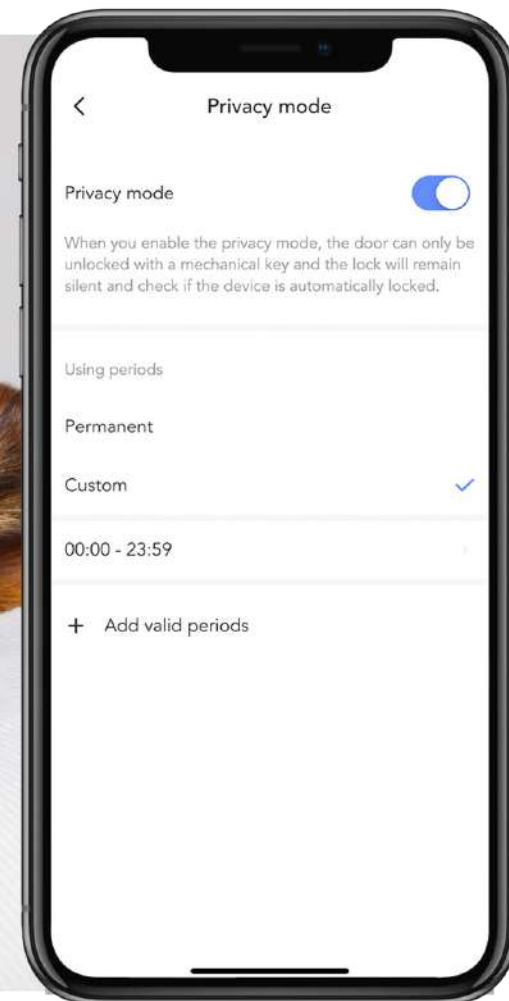 Privacy mode
Privacy mode
When you enable the privacy mode, the door can only be
unlocked with a mechanical key and the lock will remain
silent and check if the device is automatically locked.
Using periods
Permanent
Custom
00:00 - 23:59
+ Add valid periods